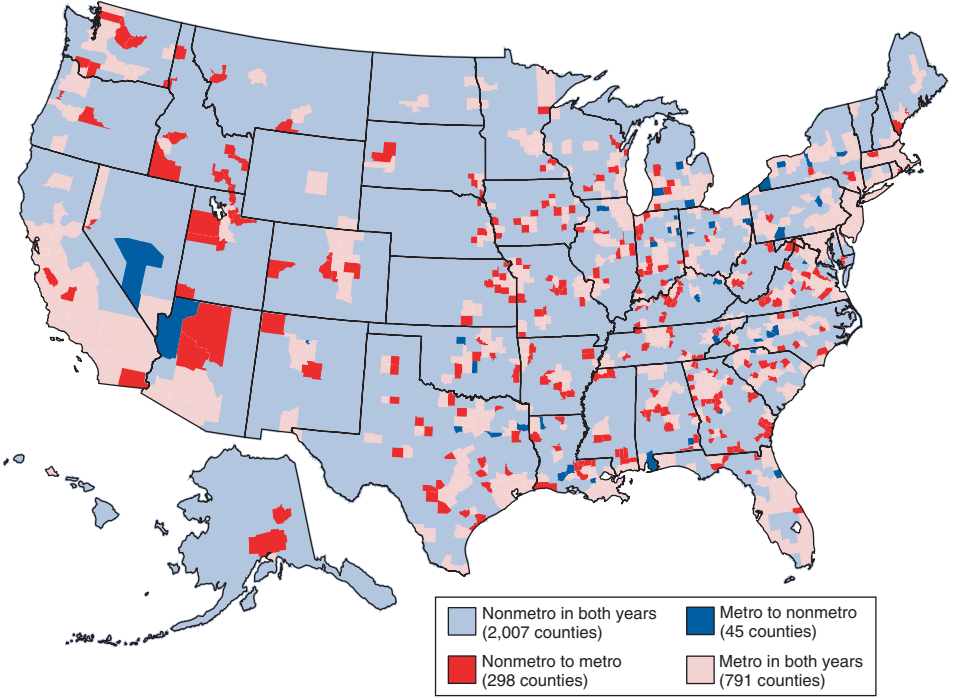 Nonmetro in both years
(2,007 counties)
Metro to nonmetro
(45 counties)
Nonmetro to metro
(298 counties)
Metro in both years
(791 counties)